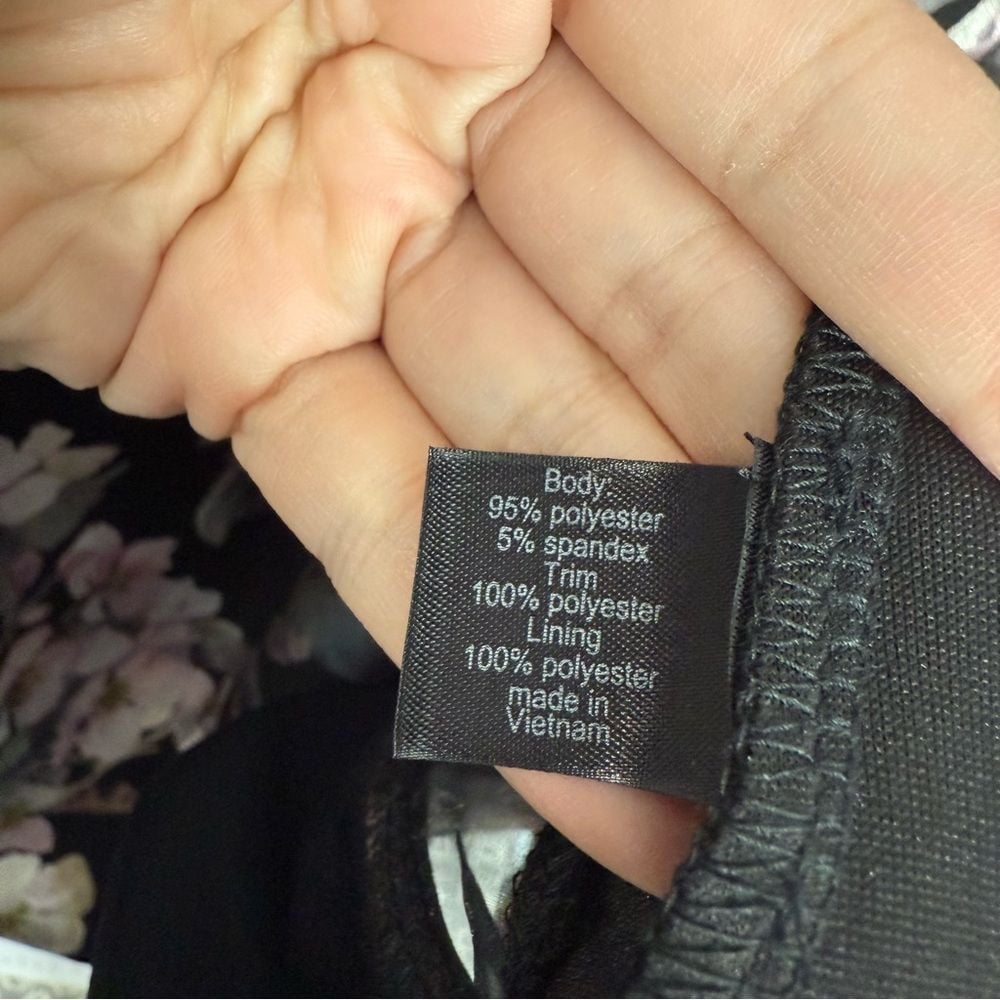 Body:
95% polyester
5% spandex
Trim
100% polyester
Lining
100% polyester
made in
Vietnam